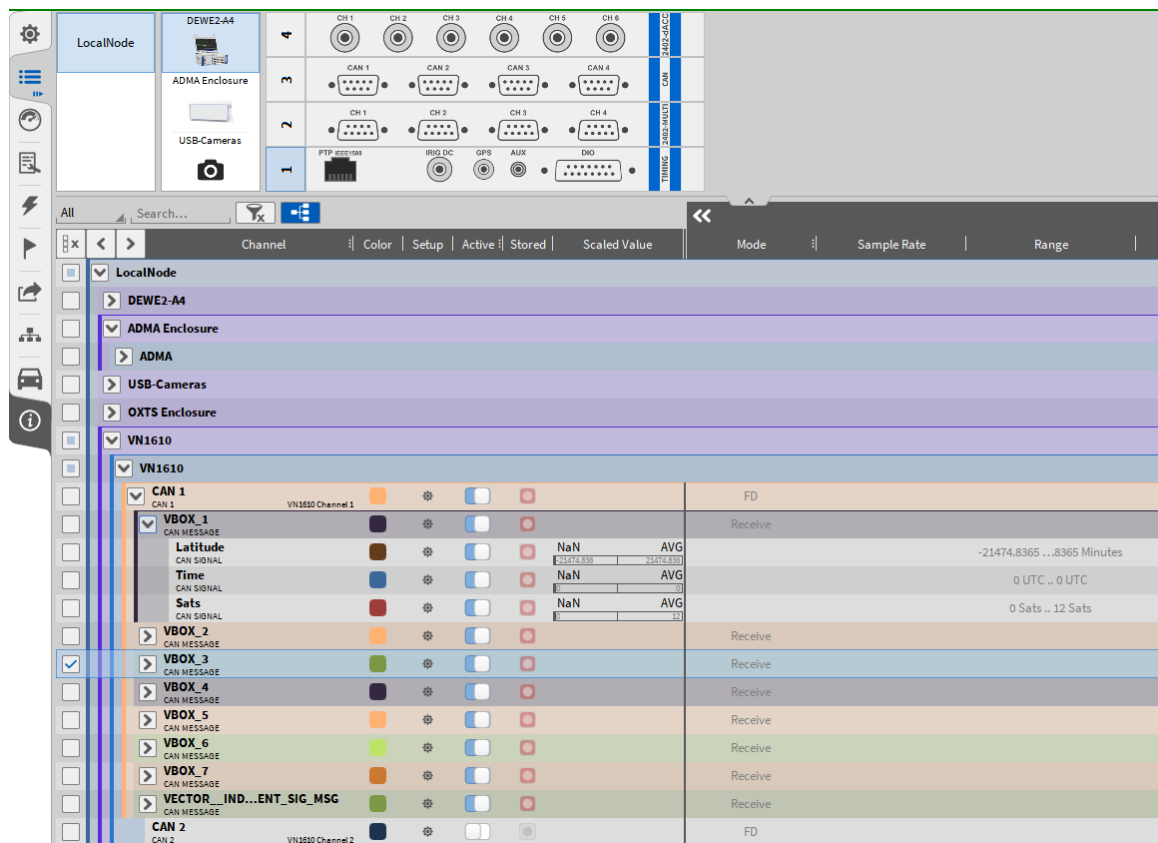 LocalNode
DEWE2-A4
ADMA Enclosure
USB-Cameras
4 CH 1 CH 2 CH 3 CH 4 CH 5 CH 6 2402-dACC
3 CAN 1 CAN 2 CAN 3 CAN 4 CAN
2 CH 1 CH 2 CH 3 CH 4 2402-MULTI
1 PTP IEEE1588 IRIG DC GPS AUX DIO TIMING
All Search...
Channel Color Setup Active Stored Scaled Value Mode Sample Rate Range
LocalNode
DEWE2-A4
ADMA Enclosure
ADMA
USB-Cameras
OXTS Enclosure
VN1610
VN1610
CAN 1 FD
CAN 1 VN1610 Channel 1
VBOX_1 Receive
CAN MESSAGE
Latitude NaN AVG -21474.8365 ...8365 Minutes
CAN SIGNAL -21474.836 21474.836
Time NaN AVG 0 UTC .. 0 UTC
CAN SIGNAL 0 0
Sats NaN AVG 0 Sats .. 12 Sats
CAN SIGNAL 0 12
VBOX_2 Receive
CAN MESSAGE
VBOX_3 Receive
CAN MESSAGE
VBOX_4 Receive
CAN MESSAGE
VBOX_5 Receive
CAN MESSAGE
VBOX_6 Receive
CAN MESSAGE
VBOX_7 Receive
CAN MESSAGE
VECTOR__IND...ENT_SIG_MSG Receive
CAN MESSAGE
CAN 2 FD
CAN 2 VN1610 Channel 2